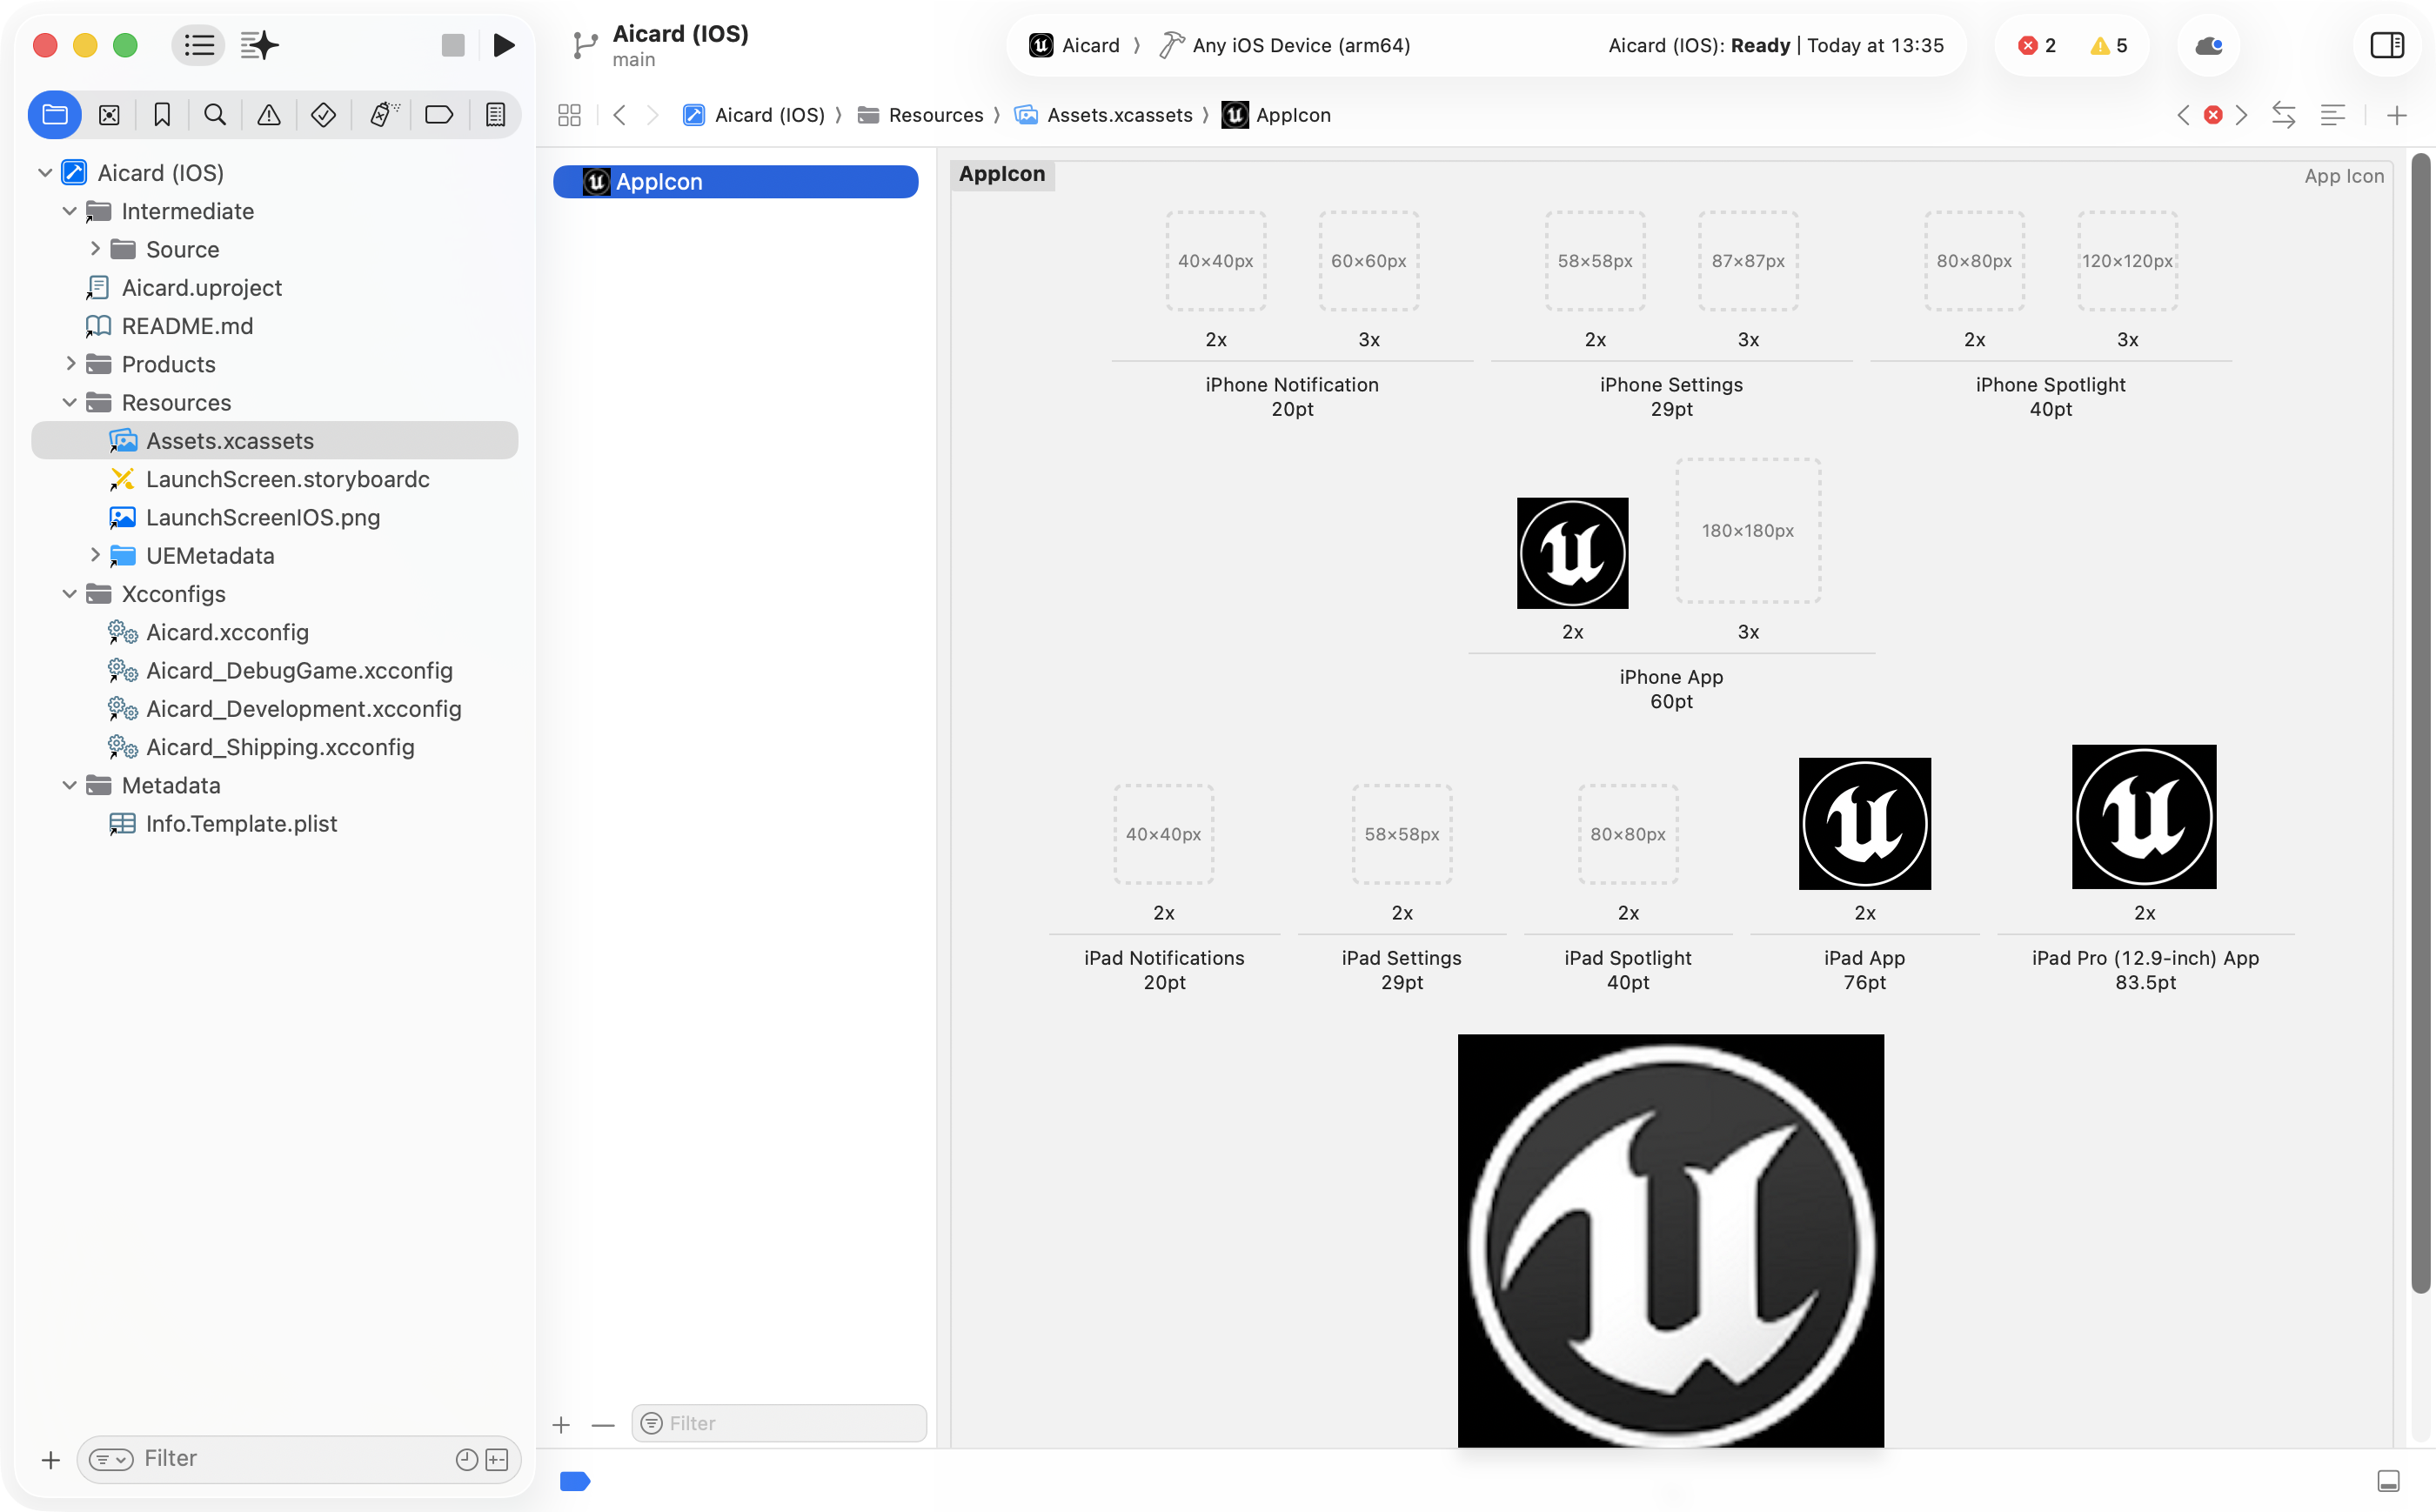 Aicard (IOS)
main
Aicard
Any iOS Device (arm64)
Aicard (IOS): Ready | Today at 13:35
2
5
Aicard (IOS)
Resources
Assets.xcassets
AppIcon
Aicard (IOS)
Intermediate
Source
Aicard.uproject
README.md
Products
Resources
Assets.xcassets
LaunchScreen.storyboardc
LaunchScreenIOS.png
UEMetadata
Xcconfigs
Aicard.xcconfig
Aicard_DebugGame.xcconfig
Aicard_Development.xcconfig
Aicard_Shipping.xcconfig
Metadata
Info.Template.plist
Filter
AppIcon
Filter
AppIcon
App Icon
40×40px
60×60px
58×58px
87×87px
80×80px
120×120px
2x
3x
2x
3x
2x
3x
iPhone Notification
20pt
iPhone Settings
29pt
iPhone Spotlight
40pt
180×180px
2x
3x
iPhone App
60pt
40×40px
58×58px
80×80px
2x
2x
2x
2x
2x
iPad Notifications
20pt
iPad Settings
29pt
iPad Spotlight
40pt
iPad App
76pt
iPad Pro (12.9-inch) App
83.5pt